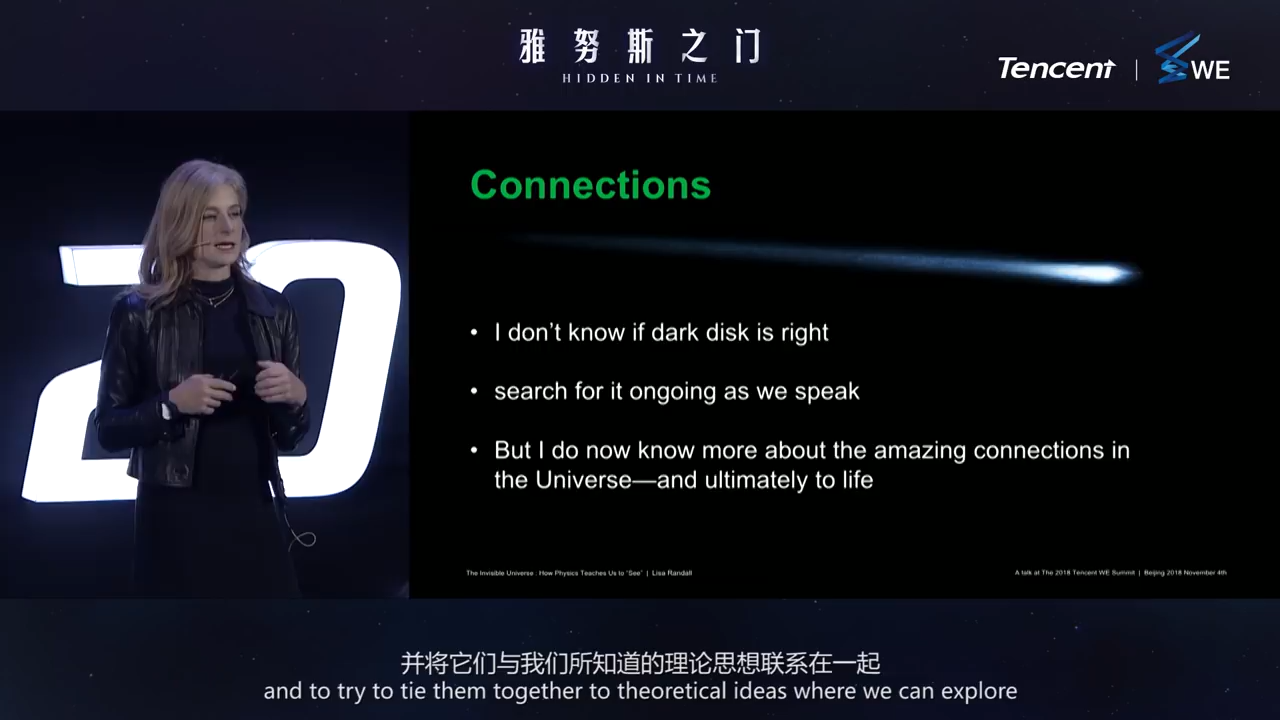 雅努斯之门
HIDDEN IN TIME
Tencent
WE
20
Connections
• I don’t know if dark disk is right
• search for it ongoing as we speak
• But I do now know more about the amazing connections in
the Universe—and ultimately to life
The Invisible Universe : How Physics Teaches Us to “See” | Lisa Randall
A talk at The 2018 Tencent WE Summit | Beijing 2018 November 4th
并将它们与我们所知道的理论思想联系在一起
and to try to tie them together to theoretical ideas where we can explore